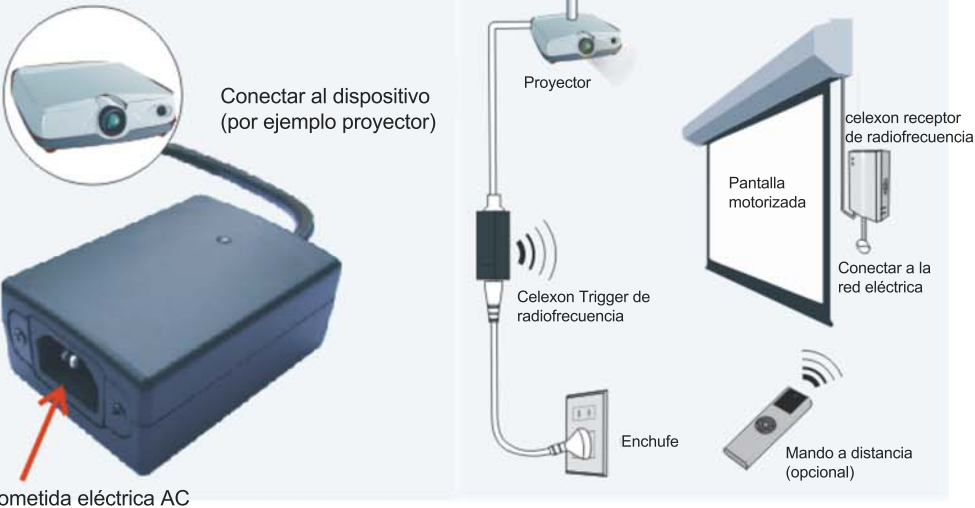 Conectar al dispositivo
(por ejemplo proyector)
ometida eléctrica AC
Proyector
Celexon Trigger de
radiofrecuencia
Enchufe
Pantalla
motorizada
celexon receptor
de radiofrecuencia
Conectar a la
red eléctrica
Mando a distancia
(opcional)